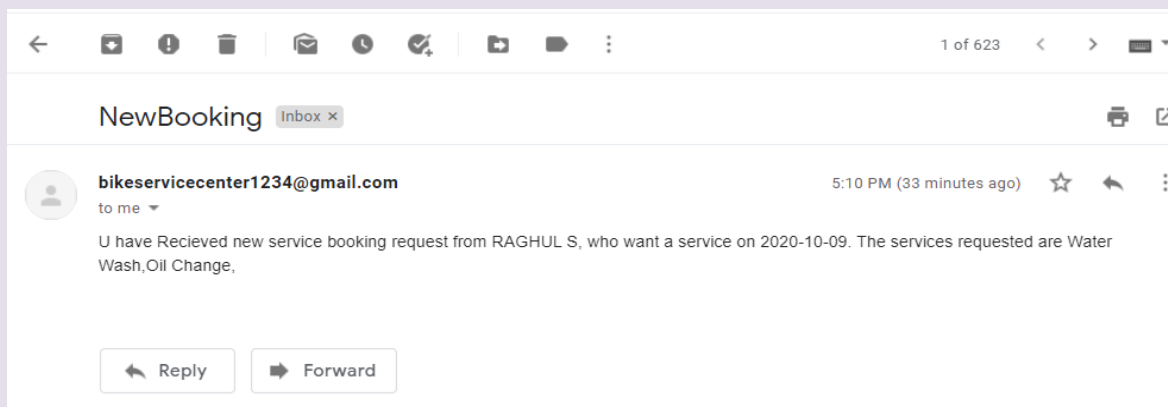 1 of 623
NewBooking Inbox ×
bikeservicecenter1234@gmail.com 5:10 PM (33 minutes ago)
to me
U have Recieved new service booking request from RAGHUL S, who want a service on 2020-10-09. The services requested are Water
Wash,Oil Change,
Reply Forward